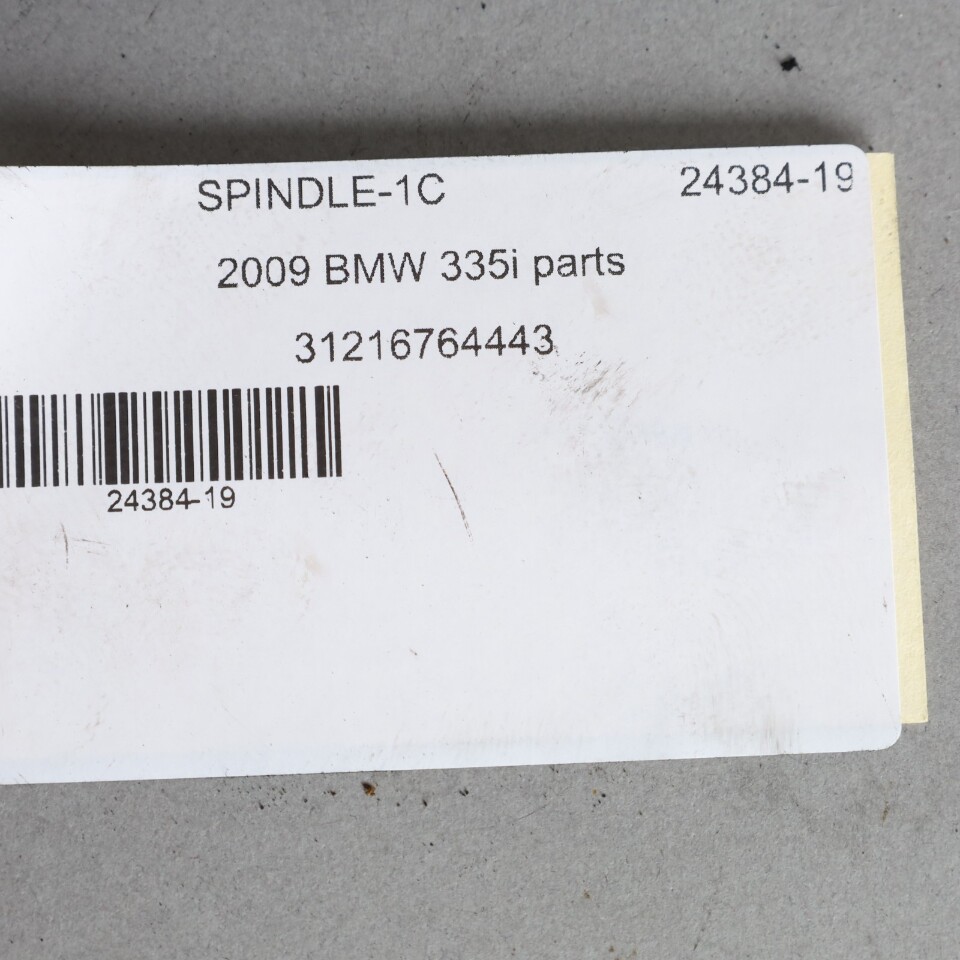 SPINDLE-1C 24384-19
2009 BMW 335i parts
31216764443
24384-19